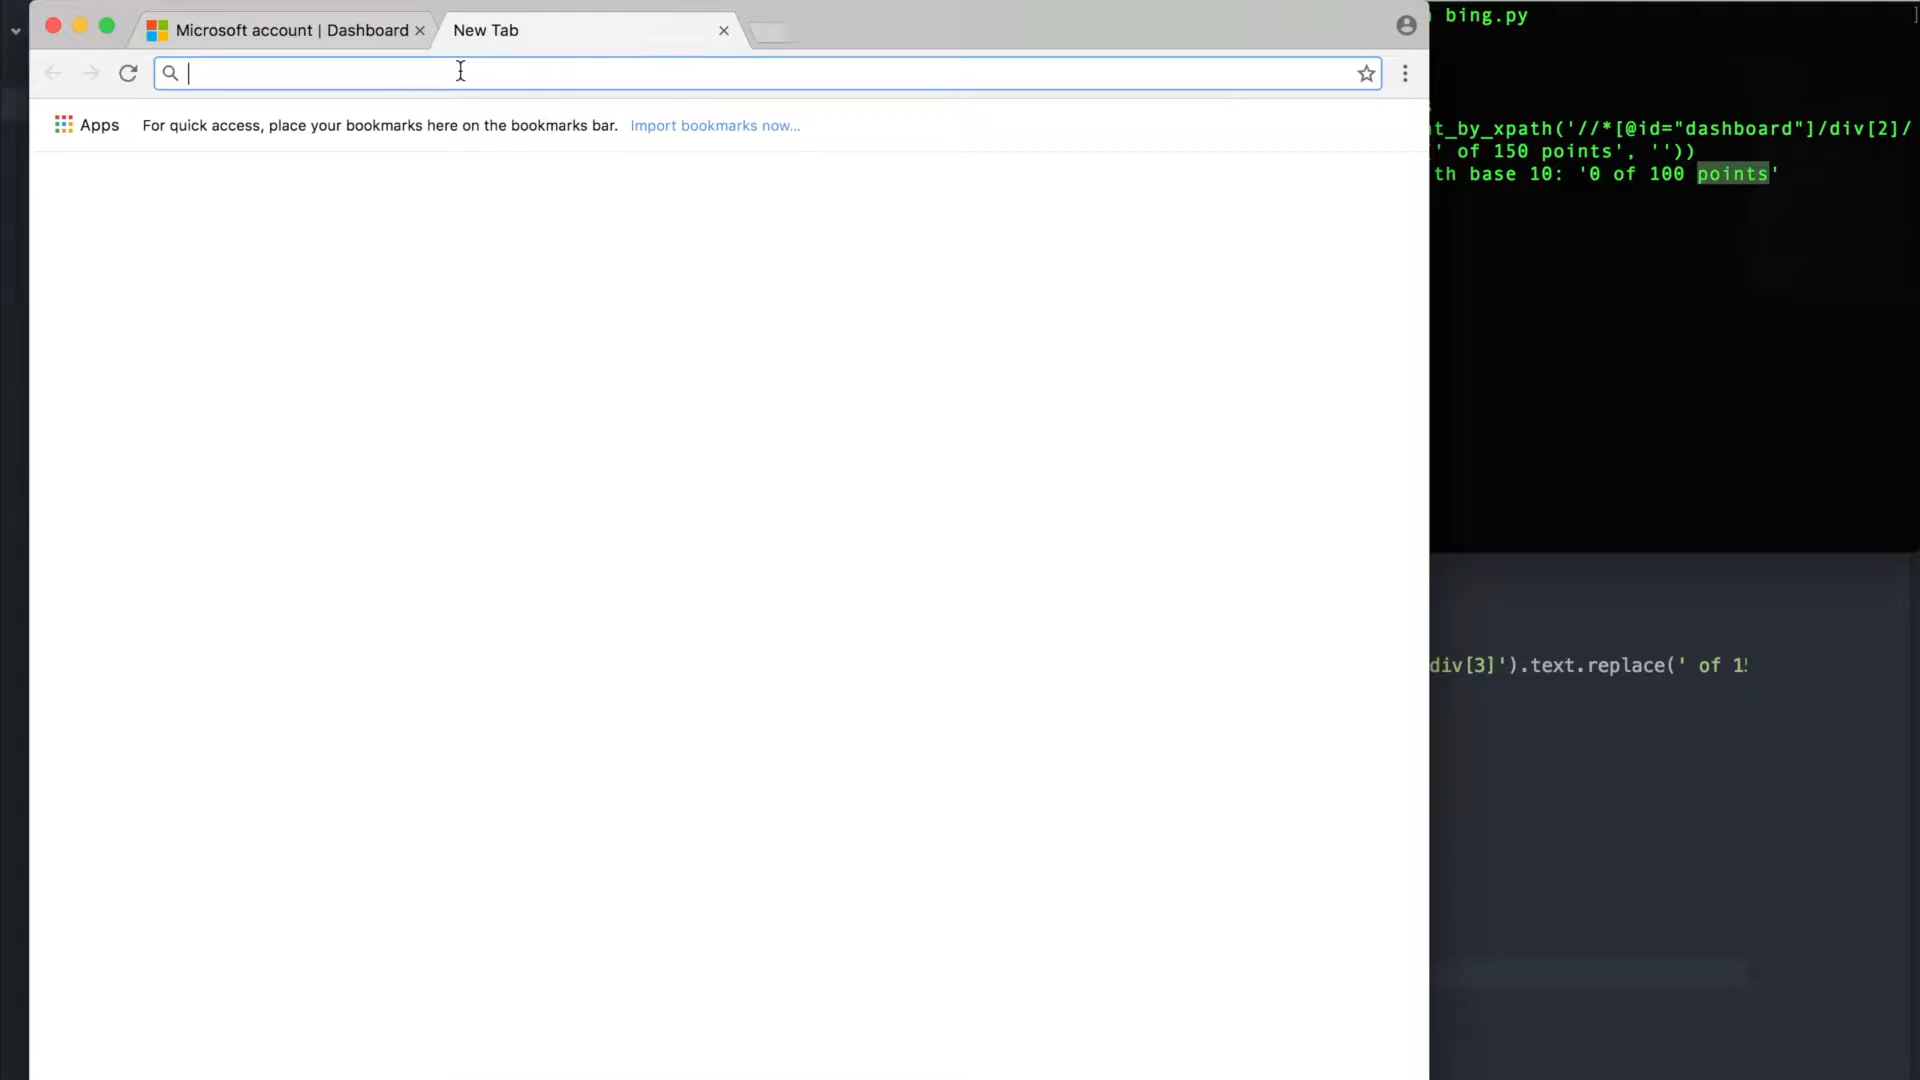 Microsoft account | Dashboard
New Tab
Apps
For quick access, place your bookmarks here on the bookmarks bar. Import bookmarks now...
bing.py
t_by_xpath('//*[@id="dashboard"]/div[2]/
' of 150 points', ''))
th base 10: '0 of 100 points'
div[3]').text.replace(' of 1